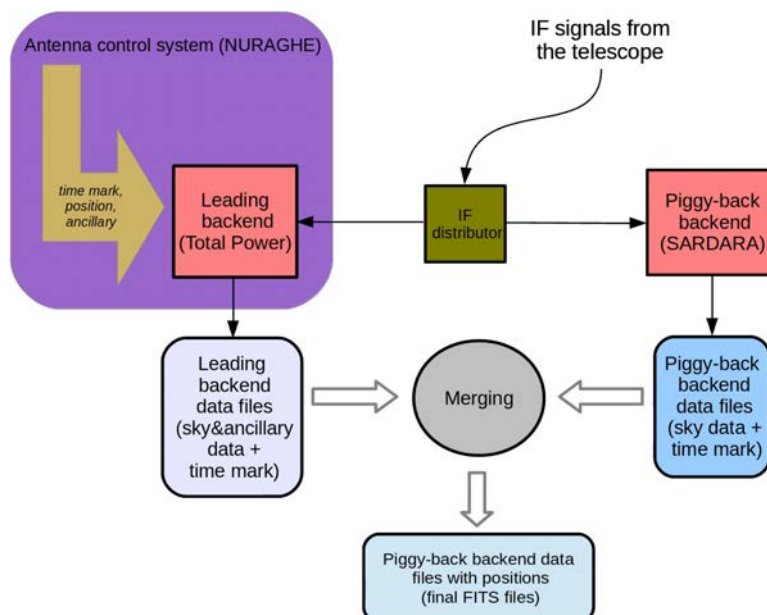 Antenna control system (NURAGHE)
IF signals from
the telescope
time mark,
position,
ancillary
Leading
backend
(Total Power)
IF
distributor
Piggy-back
backend
(SARDARA)
Leading
backend
data files
(sky&ancillary
data +
time mark)
Merging
Piggy-back
backend
data files
(sky data +
time mark)
Piggy-back backend data
files with positions
(final FITS files)